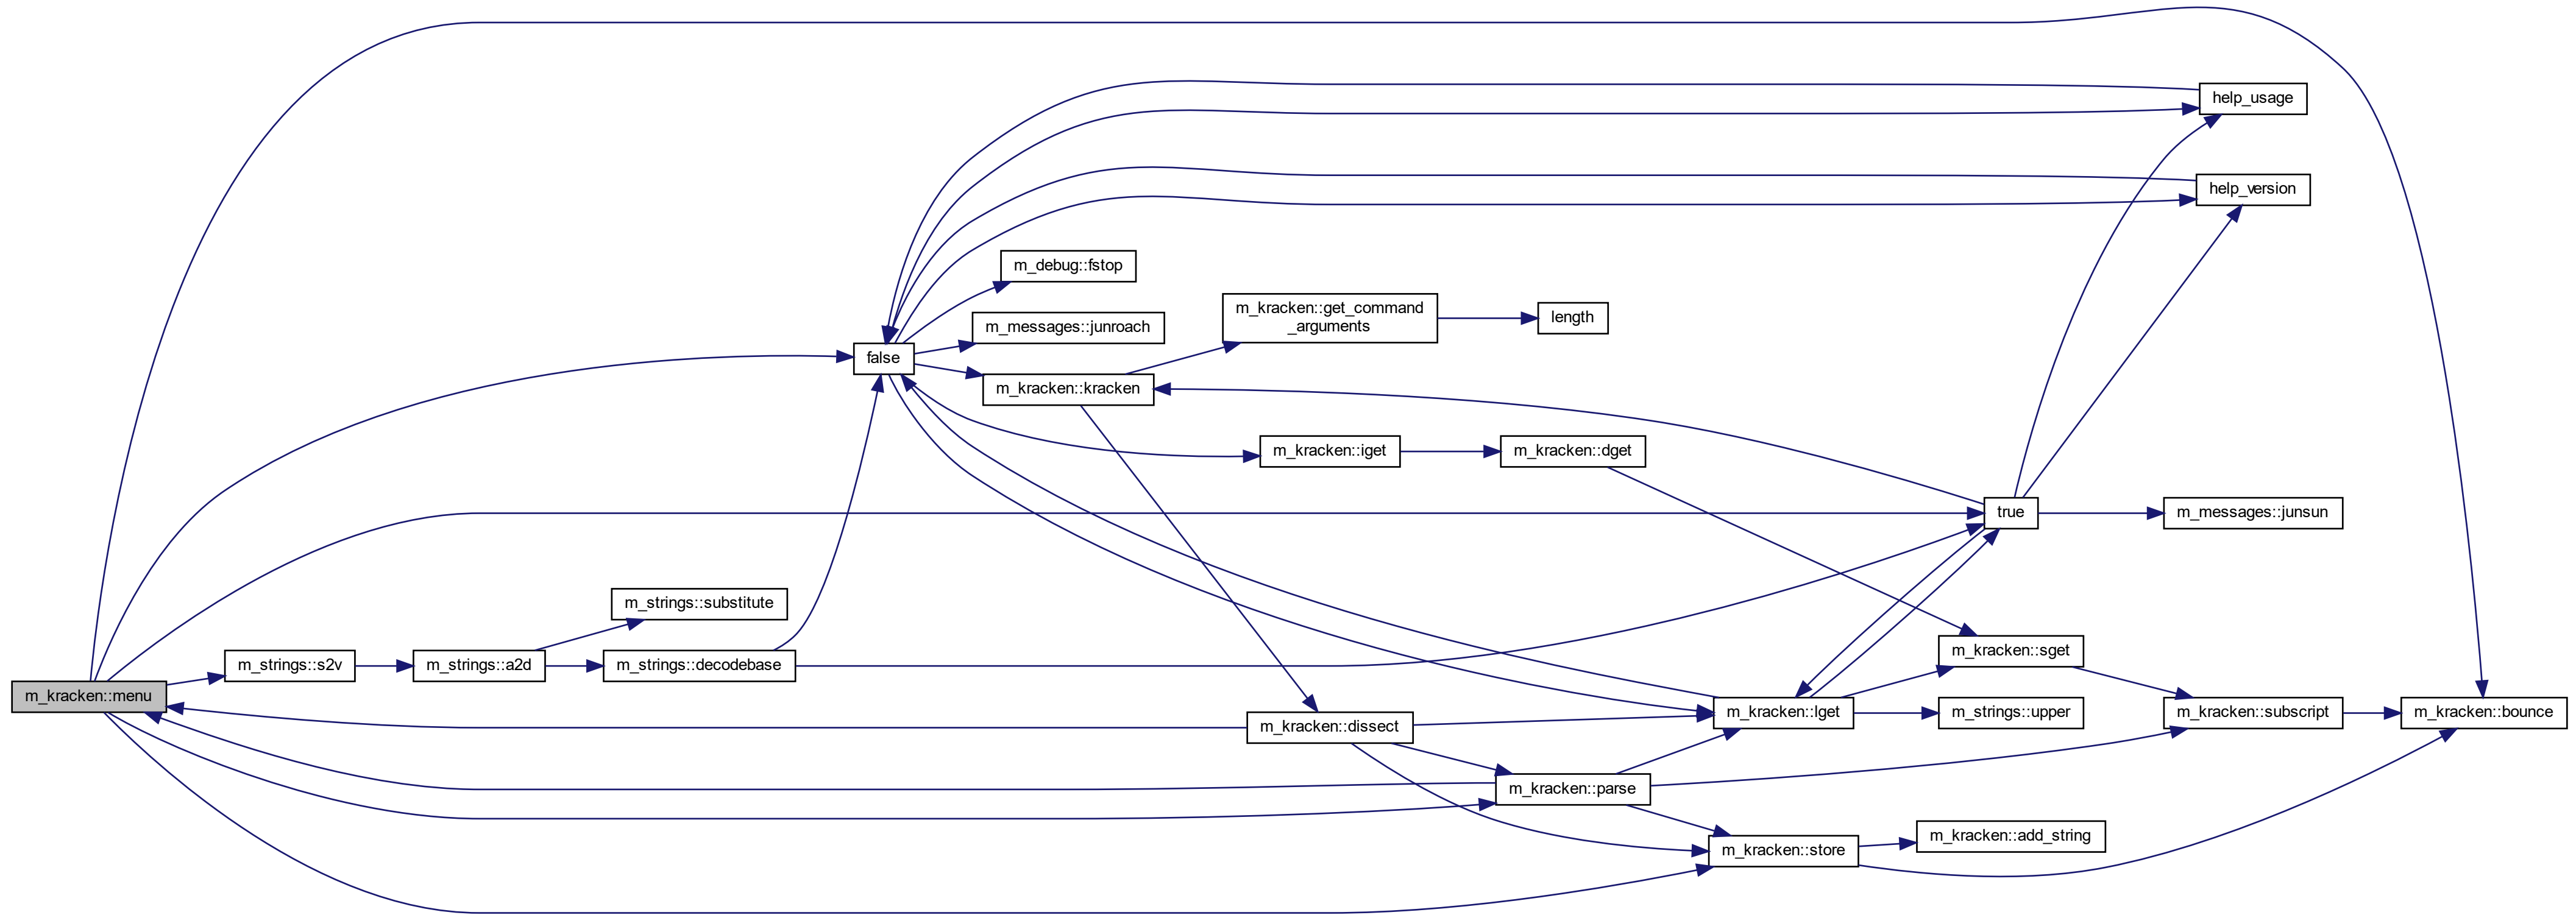 help_usage
help_version
m_debug::fstop
m_kracken::get_command
_arguments
length
m_messages::junroach
false
m_kracken::kracken
m_kracken::iget
m_kracken::dget
true
m_messages::junsun
m_strings::substitute
m_strings::s2v
m_strings::a2d
m_strings::decodebase
m_kracken::sget
m_kracken::menu
m_kracken::dissect
m_kracken::lget
m_strings::upper
m_kracken::subscript
m_kracken::bounce
m_kracken::parse
m_kracken::store
m_kracken::add_string